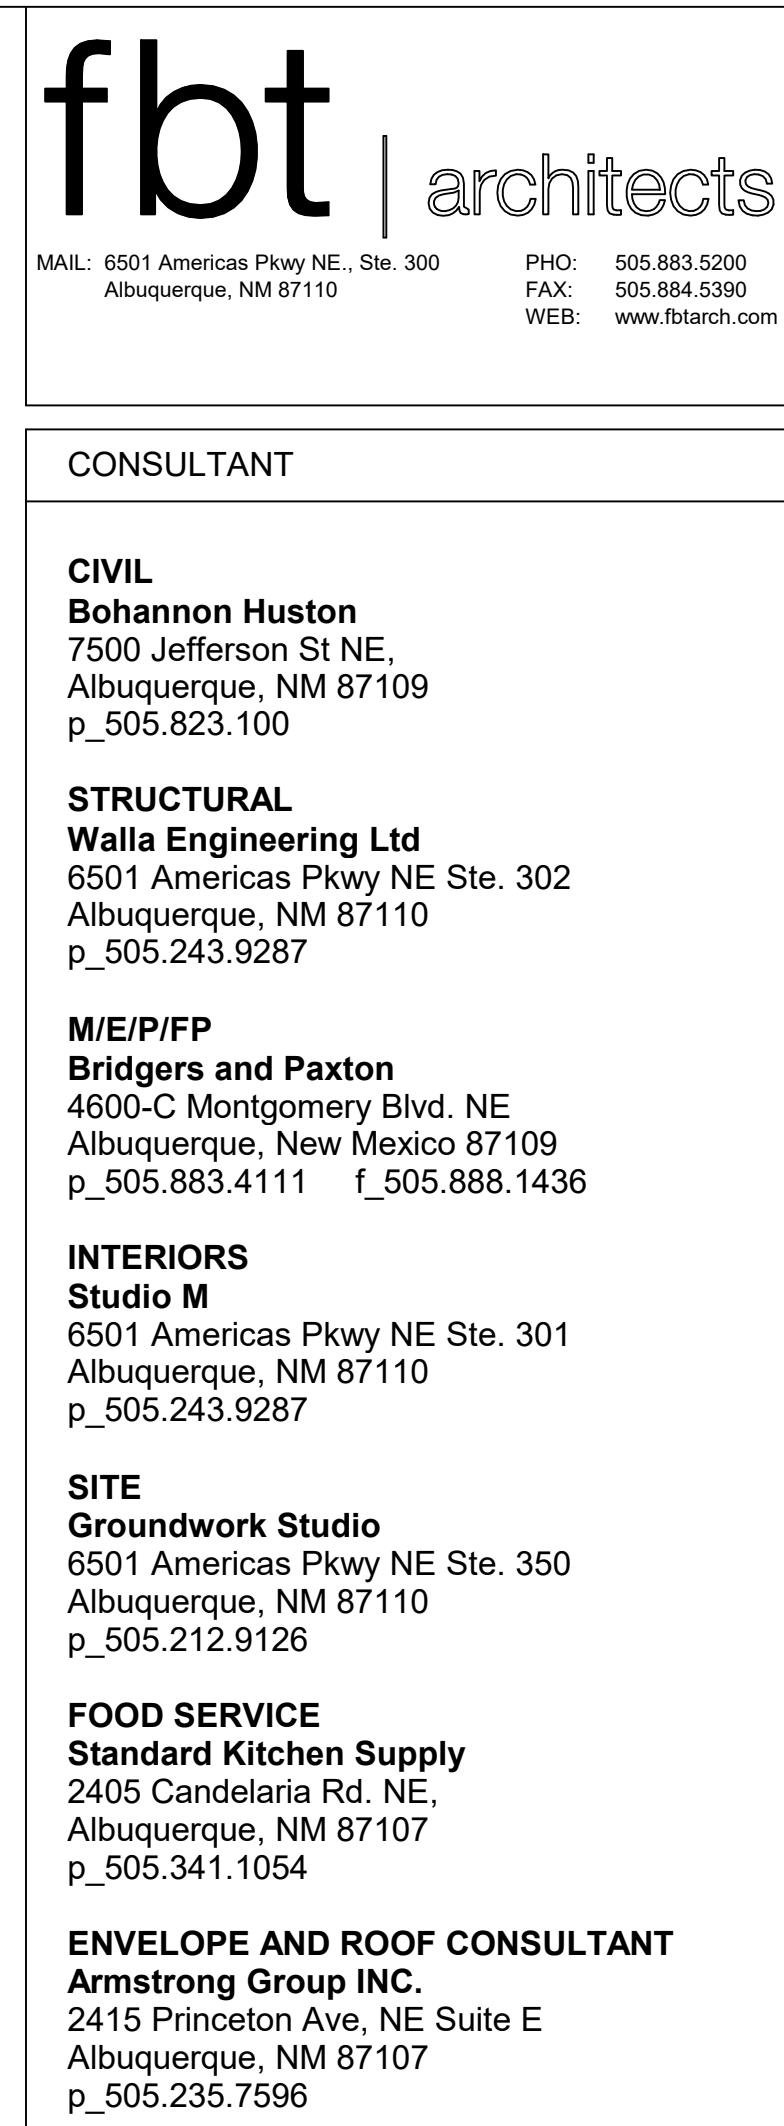 fbt | architects
MAIL: 6501 Americas Pkwy NE., Ste. 300 PHO: 505.883.5200
Albuquerque, NM 87110 FAX: 505.884.5390
WEB: www.fbtarch.com
CONSULTANT
CIVIL
Bohannon Huston
7500 Jefferson St NE,
Albuquerque, NM 87109
p_505.823.100
STRUCTURAL
Walla Engineering Ltd
6501 Americas Pkwy NE Ste. 302
Albuquerque, NM 87110
p_505.243.9287
M/E/P/FP
Bridgers and Paxton
4600-C Montgomery Blvd. NE
Albuquerque, New Mexico 87109
p_505.883.4111 f_505.888.1436
INTERIORS
Studio M
6501 Americas Pkwy NE Ste. 301
Albuquerque, NM 87110
p_505.243.9287
SITE
Groundwork Studio
6501 Americas Pkwy NE Ste. 350
Albuquerque, NM 87110
p_505.212.9126
FOOD SERVICE
Standard Kitchen Supply
2405 Candelaria Rd. NE,
Albuquerque, NM 87107
p_505.341.1054
ENVELOPE AND ROOF CONSULTANT
Armstrong Group INC.
2415 Princeton Ave, NE Suite E
Albuquerque, NM 87107
p_505.235.7596